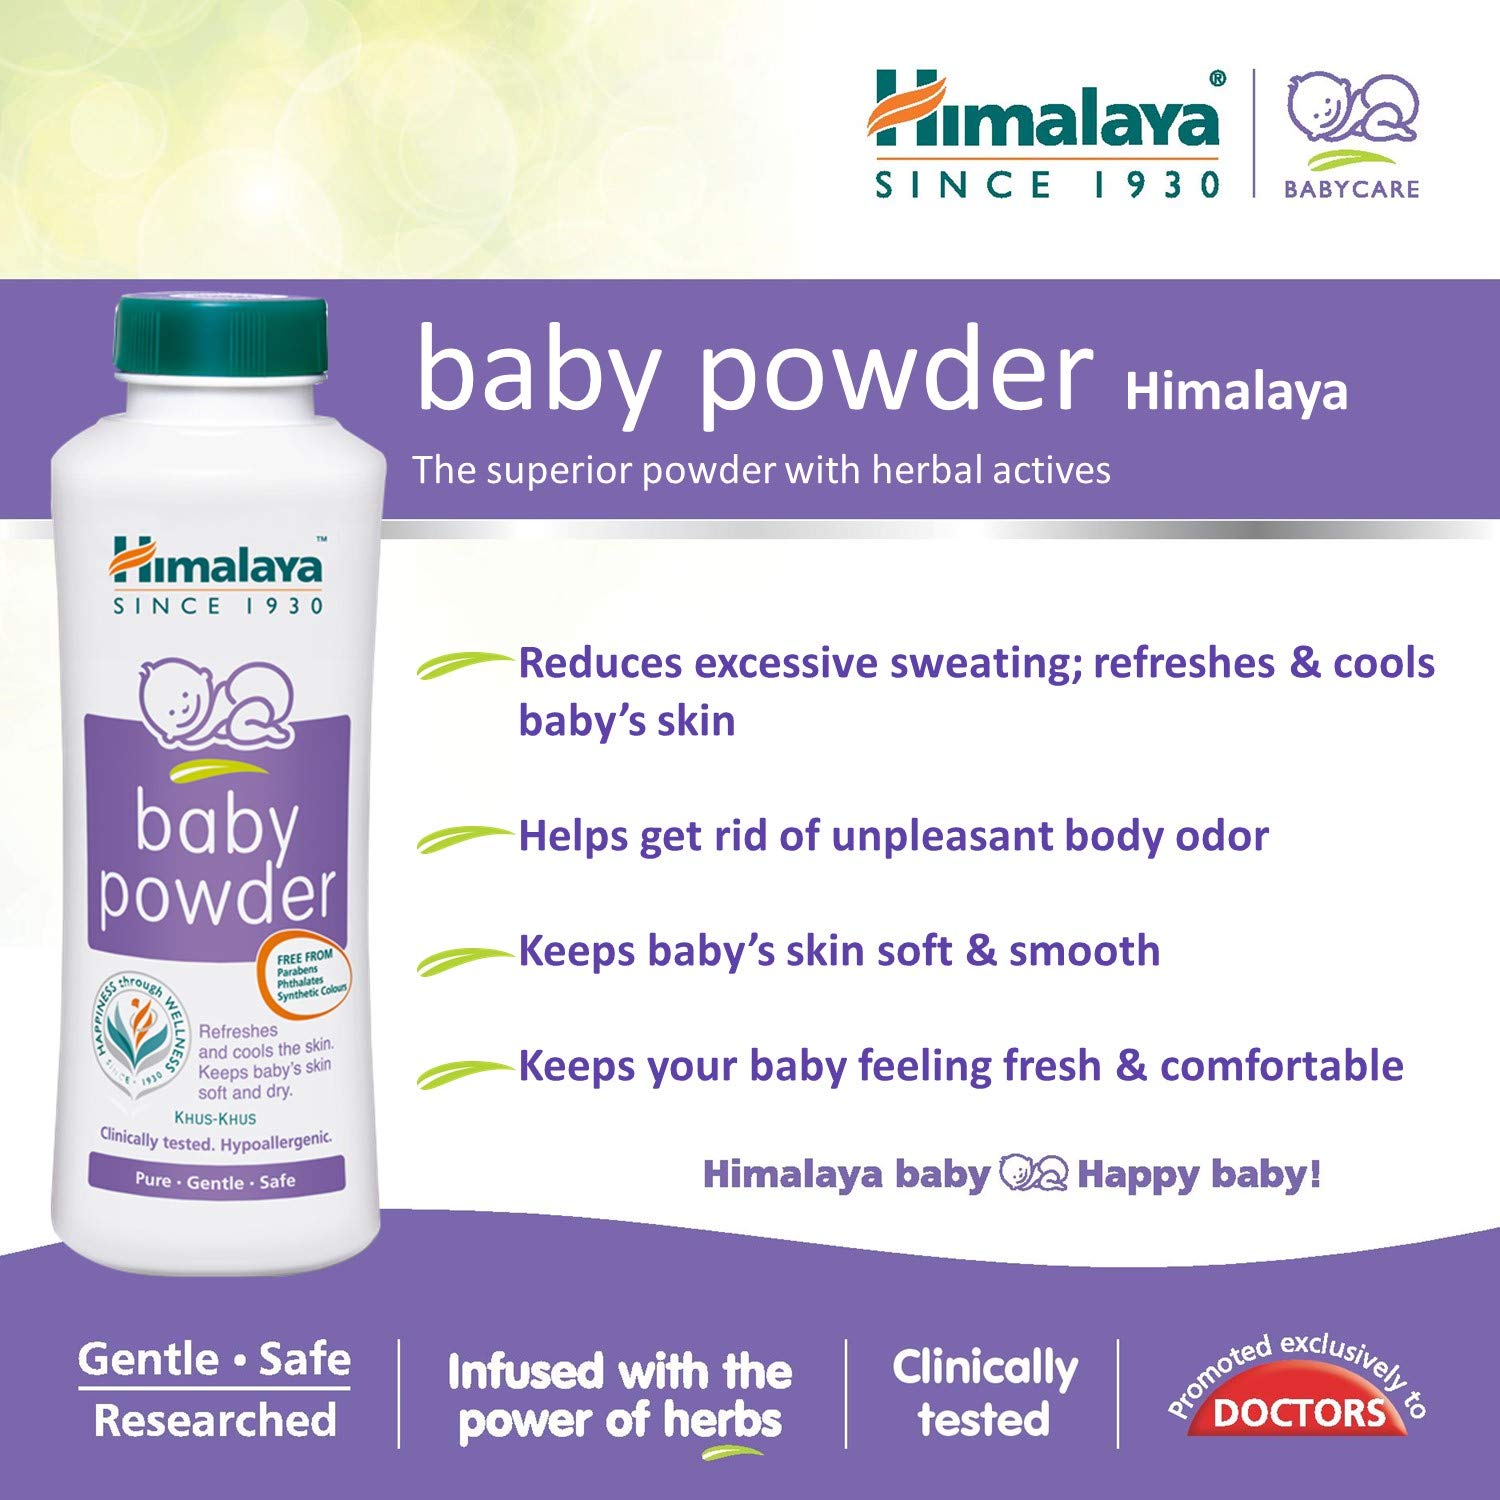 Himalaya®
SINCE 1930
BABYCARE
baby powder Himalaya
The superior powder with herbal actives
Himalaya™
SINCE 1930
baby
powder
FREE FROM
Parabens
Phthalates
Synthetic Colours
HAPPINESS through WELLNESS
• SINCE • 1930
Refreshes
and cools the skin.
Keeps baby's skin
soft and dry.
KHUS-KHUS
Clinically tested. Hypoallergenic.
Pure • Gentle • Safe
Reduces excessive sweating; refreshes & cools
baby's skin
Helps get rid of unpleasant body odor
Keeps baby's skin soft & smooth
Keeps your baby feeling fresh & comfortable
Himalaya baby Happy baby!
Gentle • Safe
Researched
Infused with the
power of herbs
Clinically
tested
Promoted exclusively to
DOCTORS